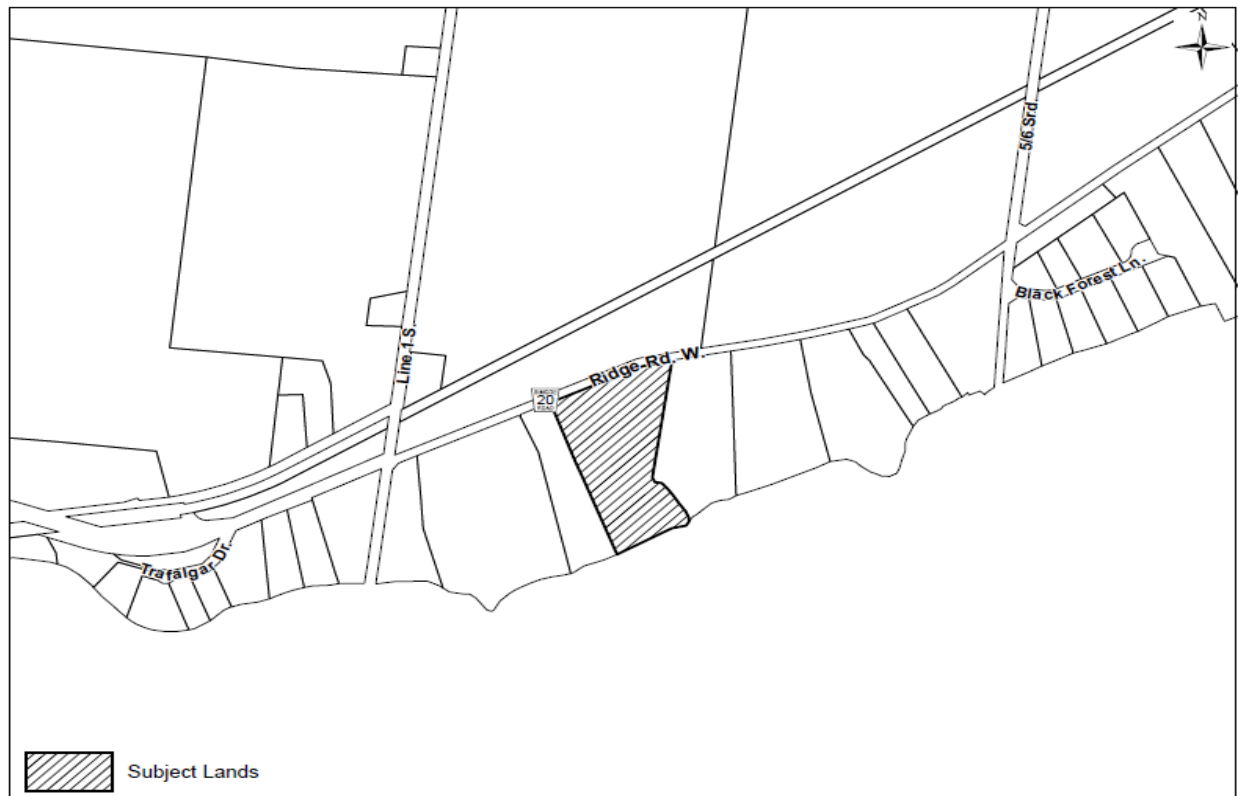 5/6 Srd.
Black Forest Ln.
Line 1 S.
Ridge Rd. W.
20
Trafalgar Dr.
Subject Lands